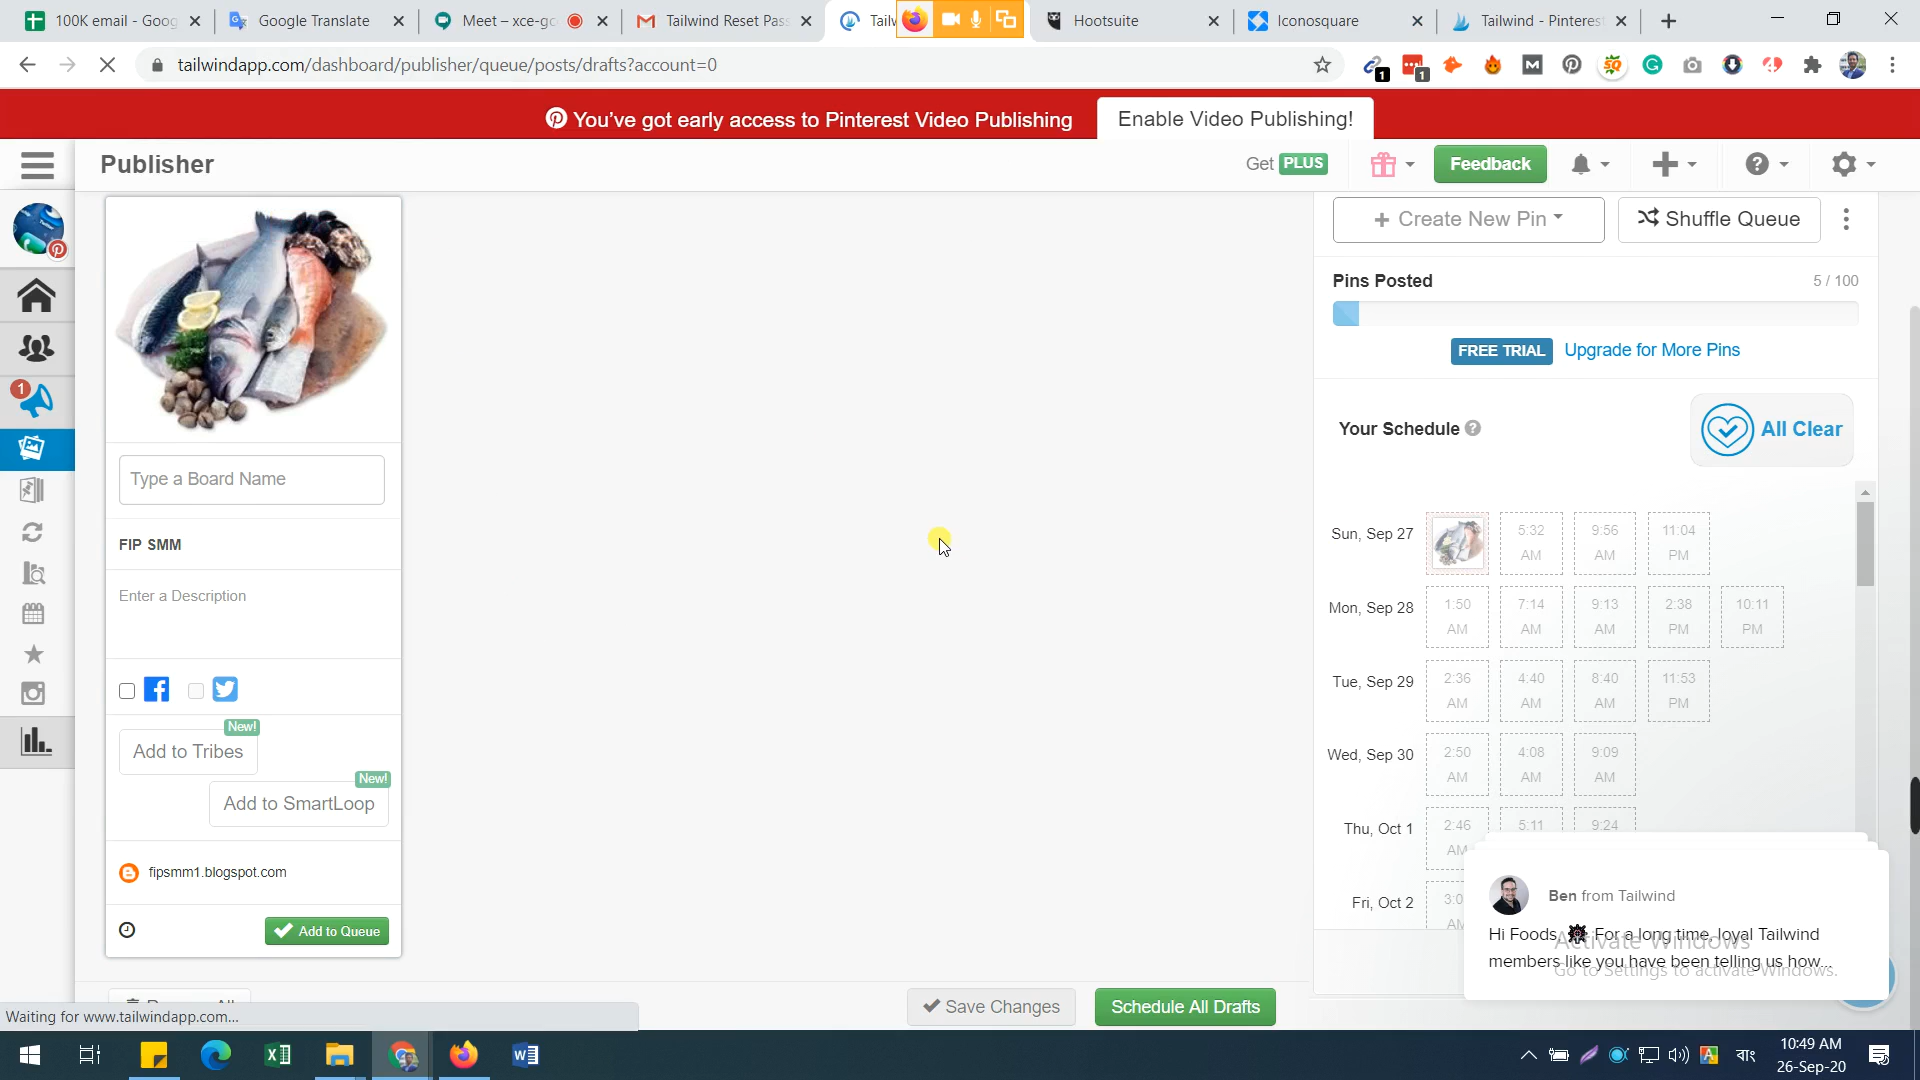 100K email - Goog
Google Translate
Meet – xce-gc
Tailwind Reset Pas
Tailw
Hootsuite
Iconosquare
Tailwind - Pinteres
tailwindapp.com/dashboard/publisher/queue/posts/drafts?account=0
1
1
You've got early access to Pinterest Video Publishing
Enable Video Publishing!
Publisher
Get PLUS
Feedback
+ Create New Pin
Shuffle Queue
Pins Posted
5 / 100
FREE TRIAL
Upgrade for More Pins
1
Your Schedule
All Clear
Type a Board Name
Sun, Sep 27
5:32 AM
9:56 AM
11:04 PM
FIP SMM
Enter a Description
Mon, Sep 28
1:50 AM
7:14 AM
9:13 AM
2:38 PM
10:11 PM
Tue, Sep 29
2:36 AM
4:40 AM
8:40 AM
11:53 PM
New!
Add to Tribes
New!
Add to SmartLoop
Wed, Sep 30
2:50 AM
4:08 AM
9:09 AM
Thu, Oct 1
2:46 AM
5:11
9:24
fipsmm1.blogspot.com
Fri, Oct 2
AM
Add to Queue
Ben from Tailwind
Hi Foods, For a long time, loyal Tailwind
members like you have been telling us how...
Activate Windows
Go to Settings to activate Windows.
Save Changes
Schedule All Drafts
Waiting for www.tailwindapp.com...
বাং
10:49 AM
26-Sep-20